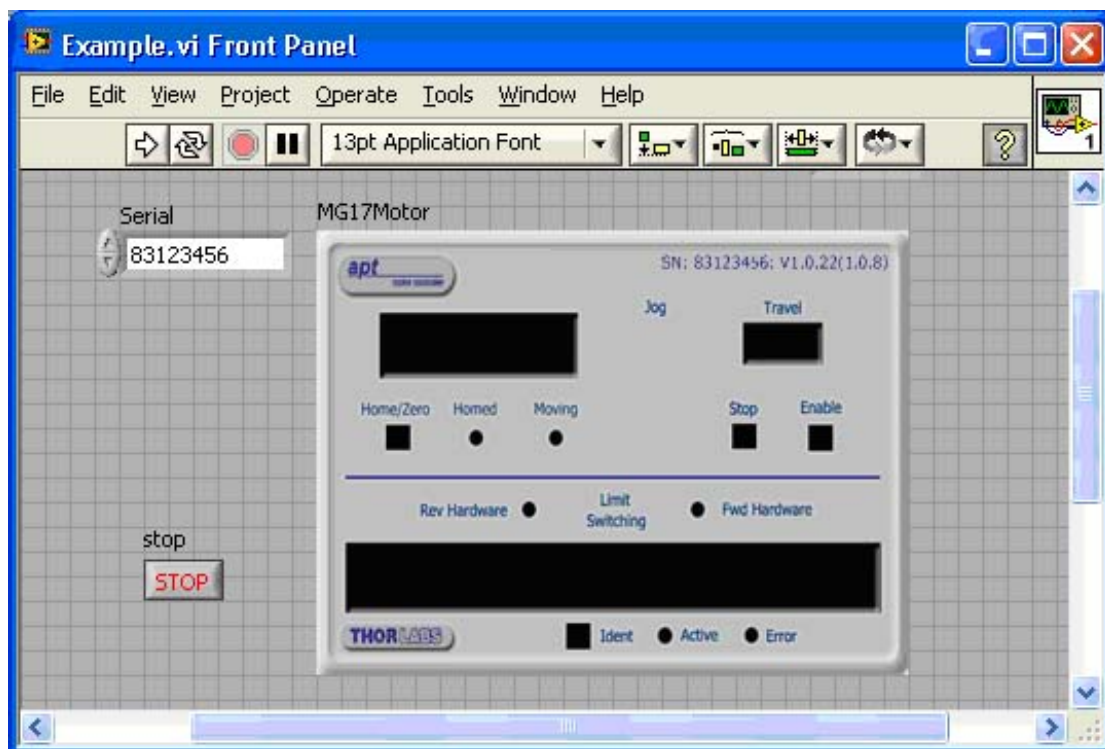 Example.vi Front Panel
File Edit View Project Operate Tools Window Help
13pt Application Font
1
Serial
83123456
MG17Motor
apt
SN: 83123456: V1.0.22(1.0.8)
Jog
Travel
Home/Zero
Homed
Moving
Stop
Enable
Rev Hardware
Limit
Switching
Fwd Hardware
stop
STOP
THORLABS
Ident
Active
Error